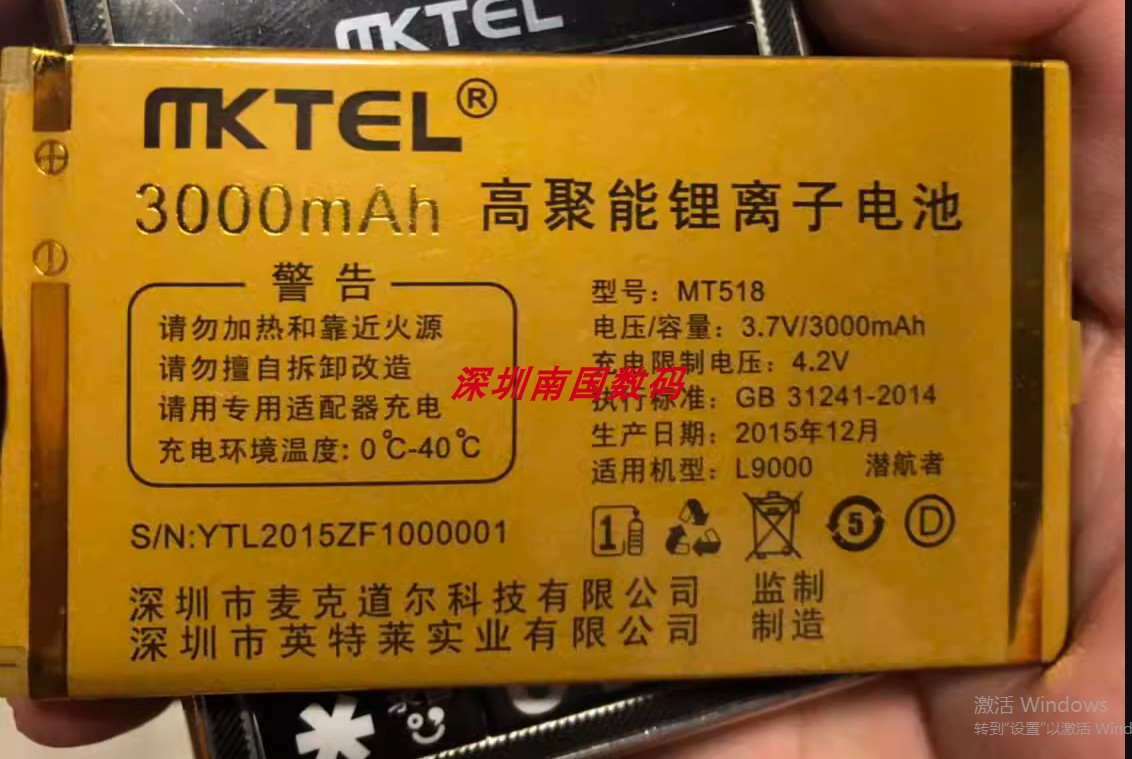 MKTEL
MKTEL®
3000mAh 高聚能锂离子电池
警告
请勿加热和靠近火源
请勿擅自拆卸改造
请用专用适配器充电
充电环境温度:0℃-40℃
型号:MT518
电压/容量:3.7V/3000mAh
充电限制电压:4.2V
深圳南国数码
执行标准:GB 31241-2014
生产日期:2015年12月
适用机型:L9000 潜航者
1
5
D
S/N:YTL2015ZF1000001
深圳市麦克道尔科技有限公司 监制
深圳市英特莱实业有限公司 制造
激活 Windows
转到"设置"以激活 Wind